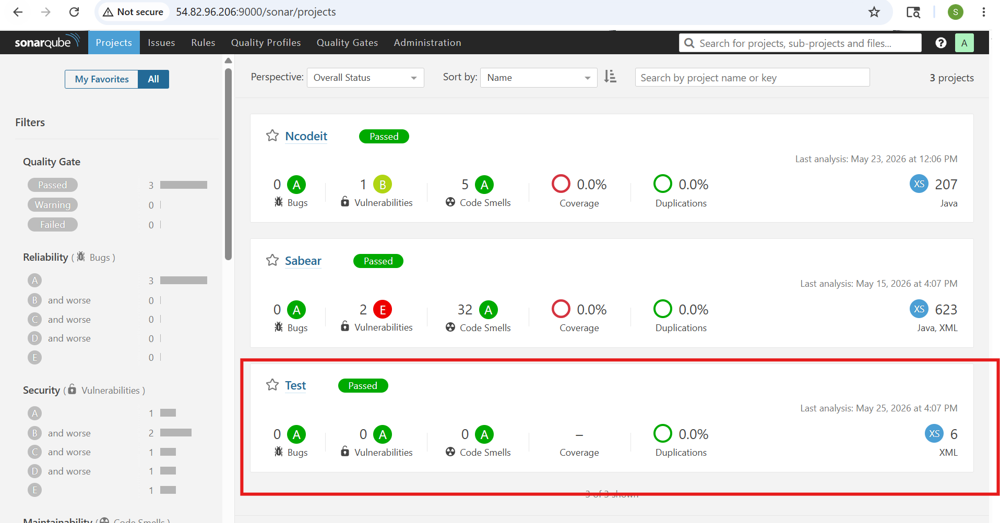 Not secure 54.82.96.206:9000/sonar/projects S
sonarqube Projects Issues Rules Quality Profiles Quality Gates Administration Search for projects, sub-projects and files... ? A
My Favorites All
Perspective: Overall Status Sort by: Name Search by project name or key 3 projects
Filters
Quality Gate
Passed 3
Warning 0
Failed 0
Reliability ( Bugs )
A 3
B and worse 0
C and worse 0
D and worse 0
E 0
Security ( Vulnerabilities )
A 1
B and worse 2
C and worse 1
D and worse 1
E 1
Maintainability ( Code Smells )
Ncodeit Passed
Last analysis: May 23, 2026 at 12:06 PM
0 A 1 B 5 A 0.0% 0.0% XS 207
Bugs Vulnerabilities Code Smells Coverage Duplications Java
Sabear Passed
Last analysis: May 15, 2026 at 4:07 PM
0 A 2 E 32 A 0.0% 0.0% XS 623
Bugs Vulnerabilities Code Smells Coverage Duplications Java, XML
Test Passed
Last analysis: May 25, 2026 at 4:07 PM
0 A 0 A 0 A – 0.0% XS 6
Bugs Vulnerabilities Code Smells Coverage Duplications XML
3 of 3 shown